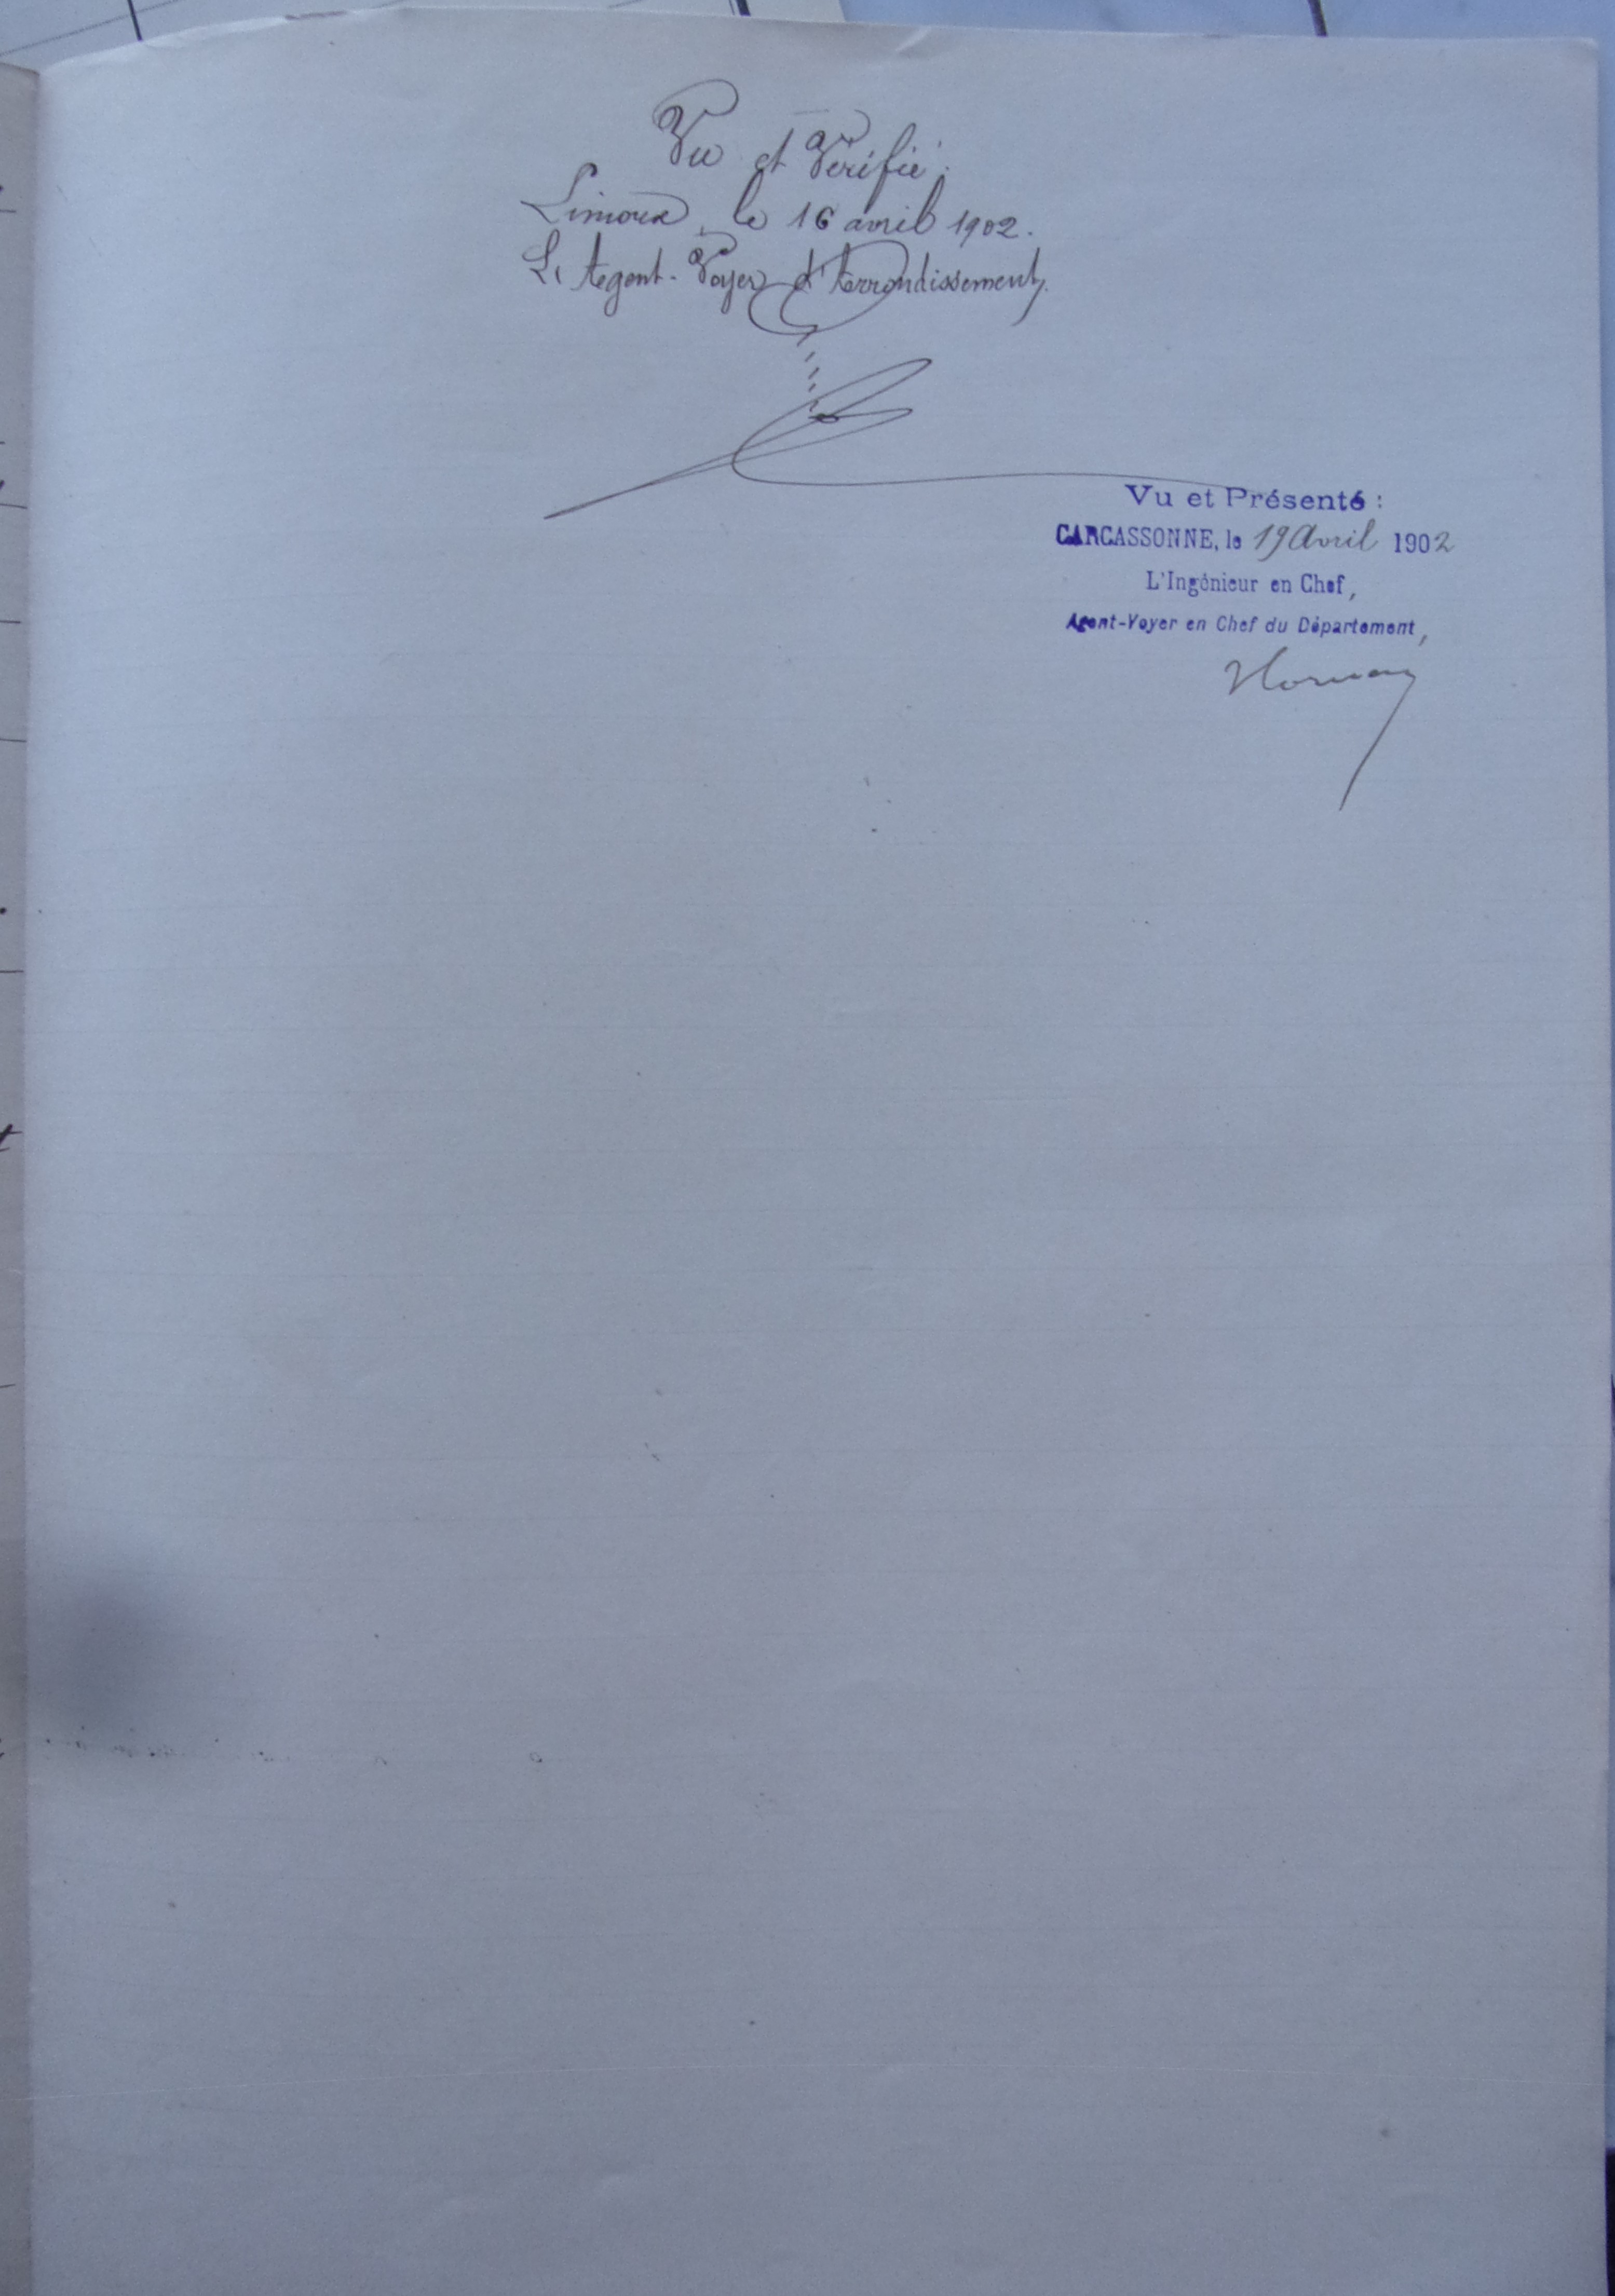 Vu et Vérifié :
Limoux, le 16 avril 1902.
L'Agent-Voyer d'Arrondissement.
Vu et Présenté :
CARCASSONNE, le 19 Avril 1902
L'Ingénieur en Chef,
Agent-Voyer en Chef du Département,